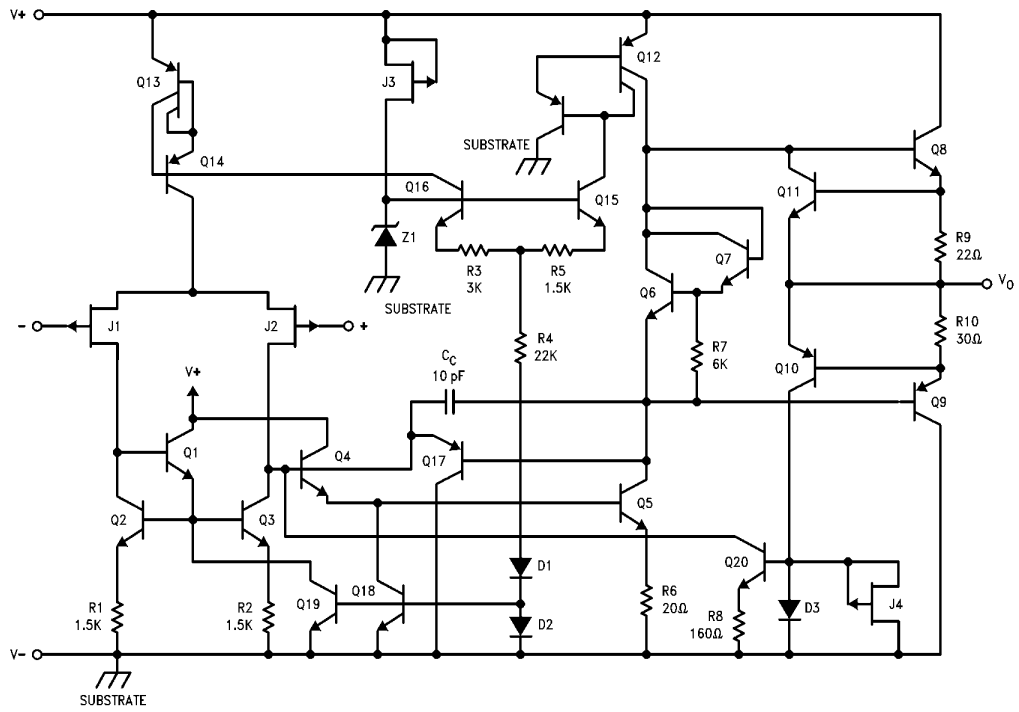 V+
Q13
J3
Q12
SUBSTRATE
Q8
Q14
Q16
Q15
Q11
Z1
R3
3K
R5
1.5K
Q7
R9
22Ω
SUBSTRATE
Q6
V₀
−
J1
J2
+
R4
22K
R7
6K
R10
30Ω
Q10
V+
C_C
10 pF
Q9
Q1
Q4
Q17
Q2
Q3
Q5
D1
Q20
R1
1.5K
R2
1.5K
Q19
Q18
D2
R6
20Ω
R8
160Ω
D3
J4
V−
SUBSTRATE